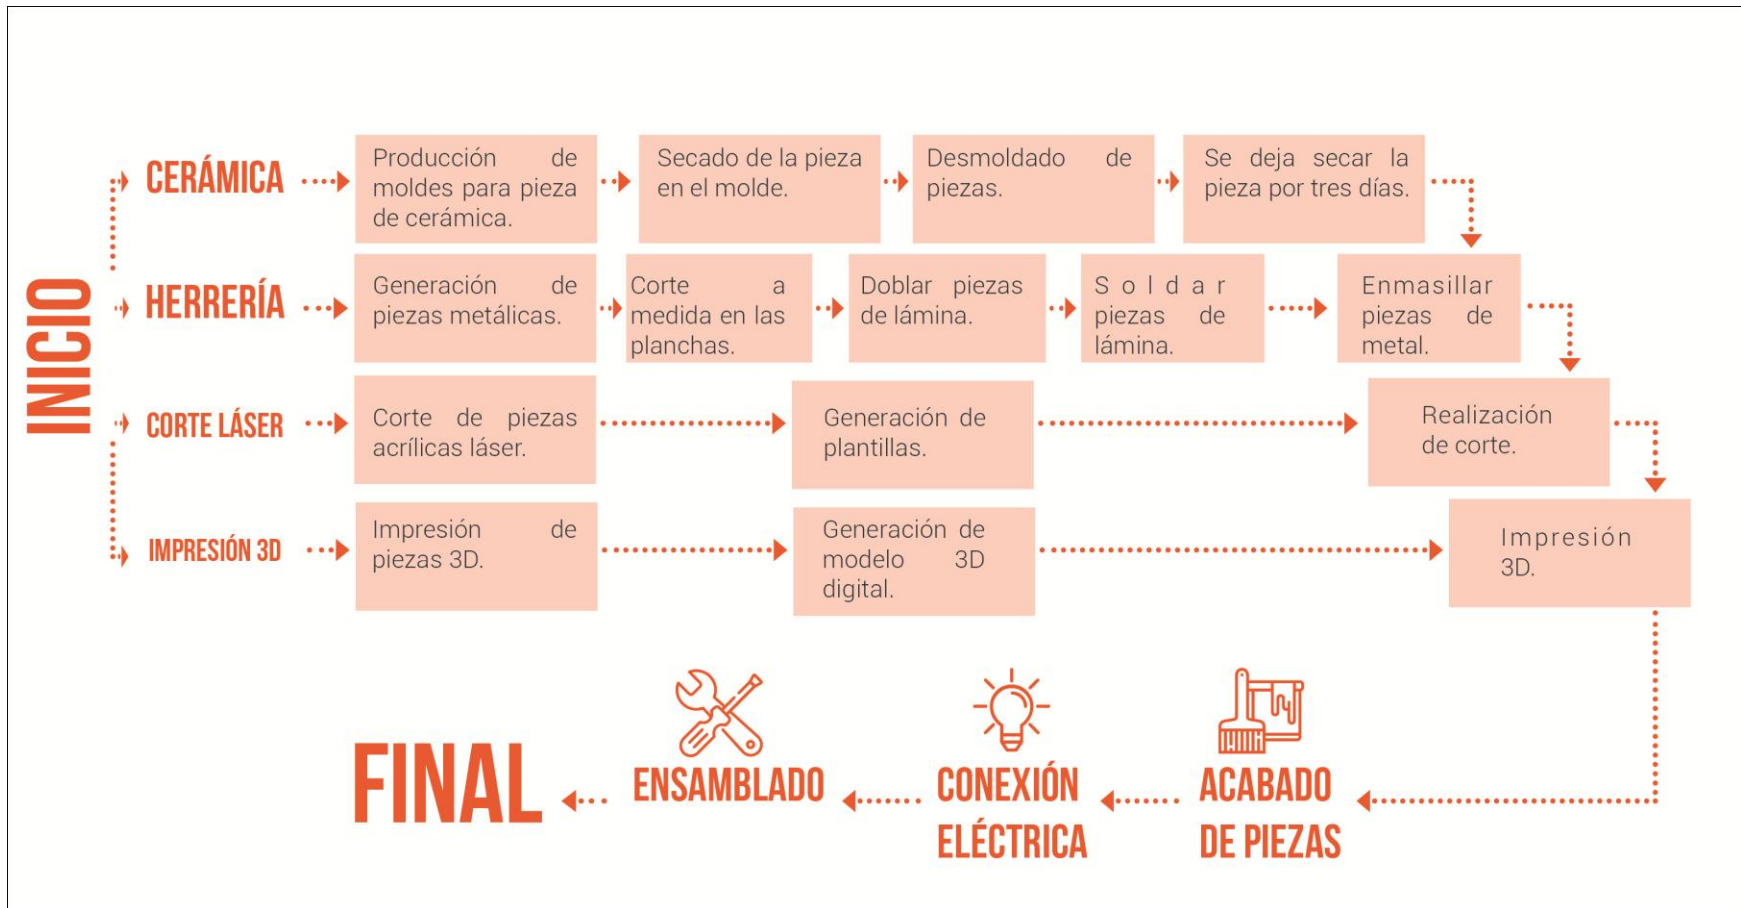 INICIO
CERÁMICA
Producción de
moldes para pieza
de cerámica.
Secado de la pieza
en el molde.
Desmoldado de
piezas.
Se deja secar la
pieza por tres días.
HERRERÍA
Generación de
piezas metálicas.
Corte a
medida en las
planchas.
Doblar piezas
de lámina.
Soldar
piezas de
lámina.
Enmasillar
piezas de
metal.
CORTE LÁSER
Corte de piezas
acrílicas láser.
Generación de
plantillas.
Realización
de corte.
IMPRESIÓN 3D
Impresión de
piezas 3D.
Generación de
modelo 3D
digital.
Impresión
3D.
ACABADO
DE PIEZAS
CONEXIÓN
ELÉCTRICA
ENSAMBLADO
FINAL